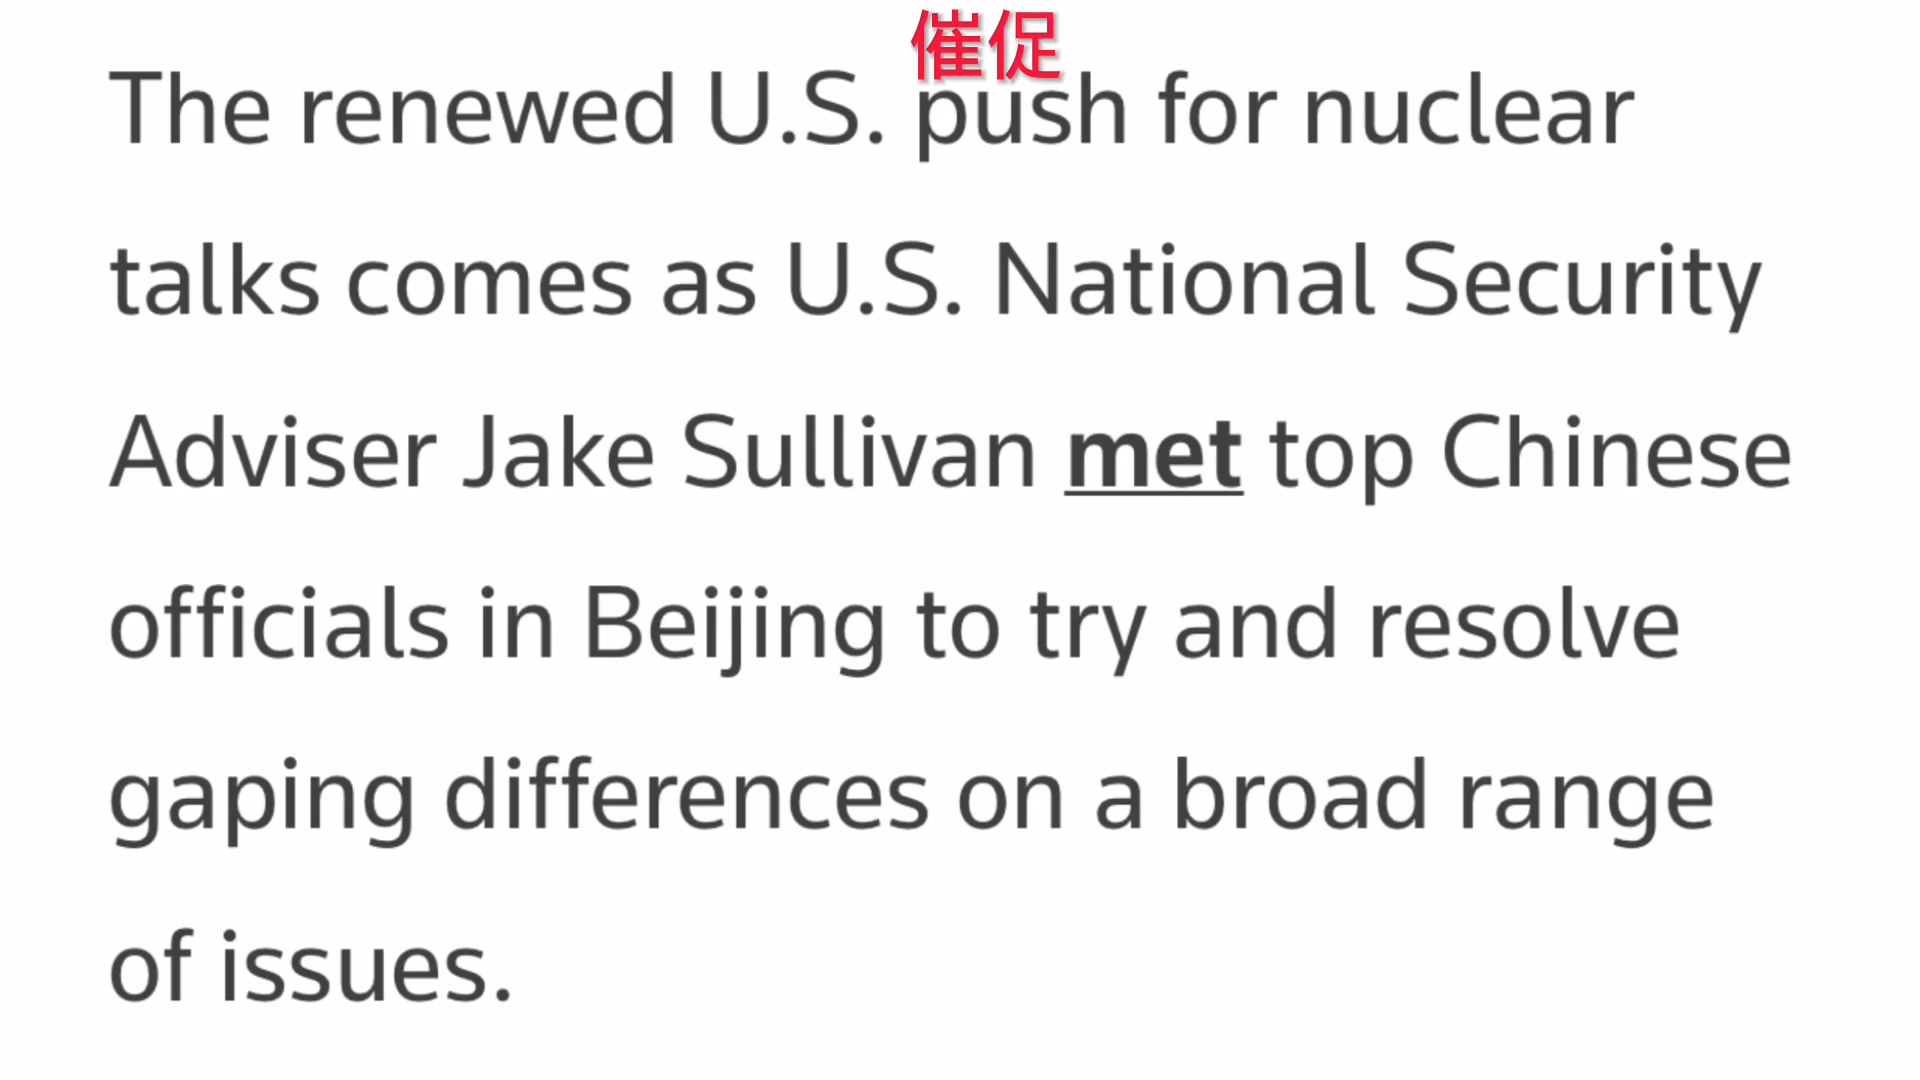 催促
The renewed U.S. push for nuclear
talks comes as U.S. National Security
Adviser Jake Sullivan met top Chinese
officials in Beijing to try and resolve
gaping differences on a broad range
of issues.